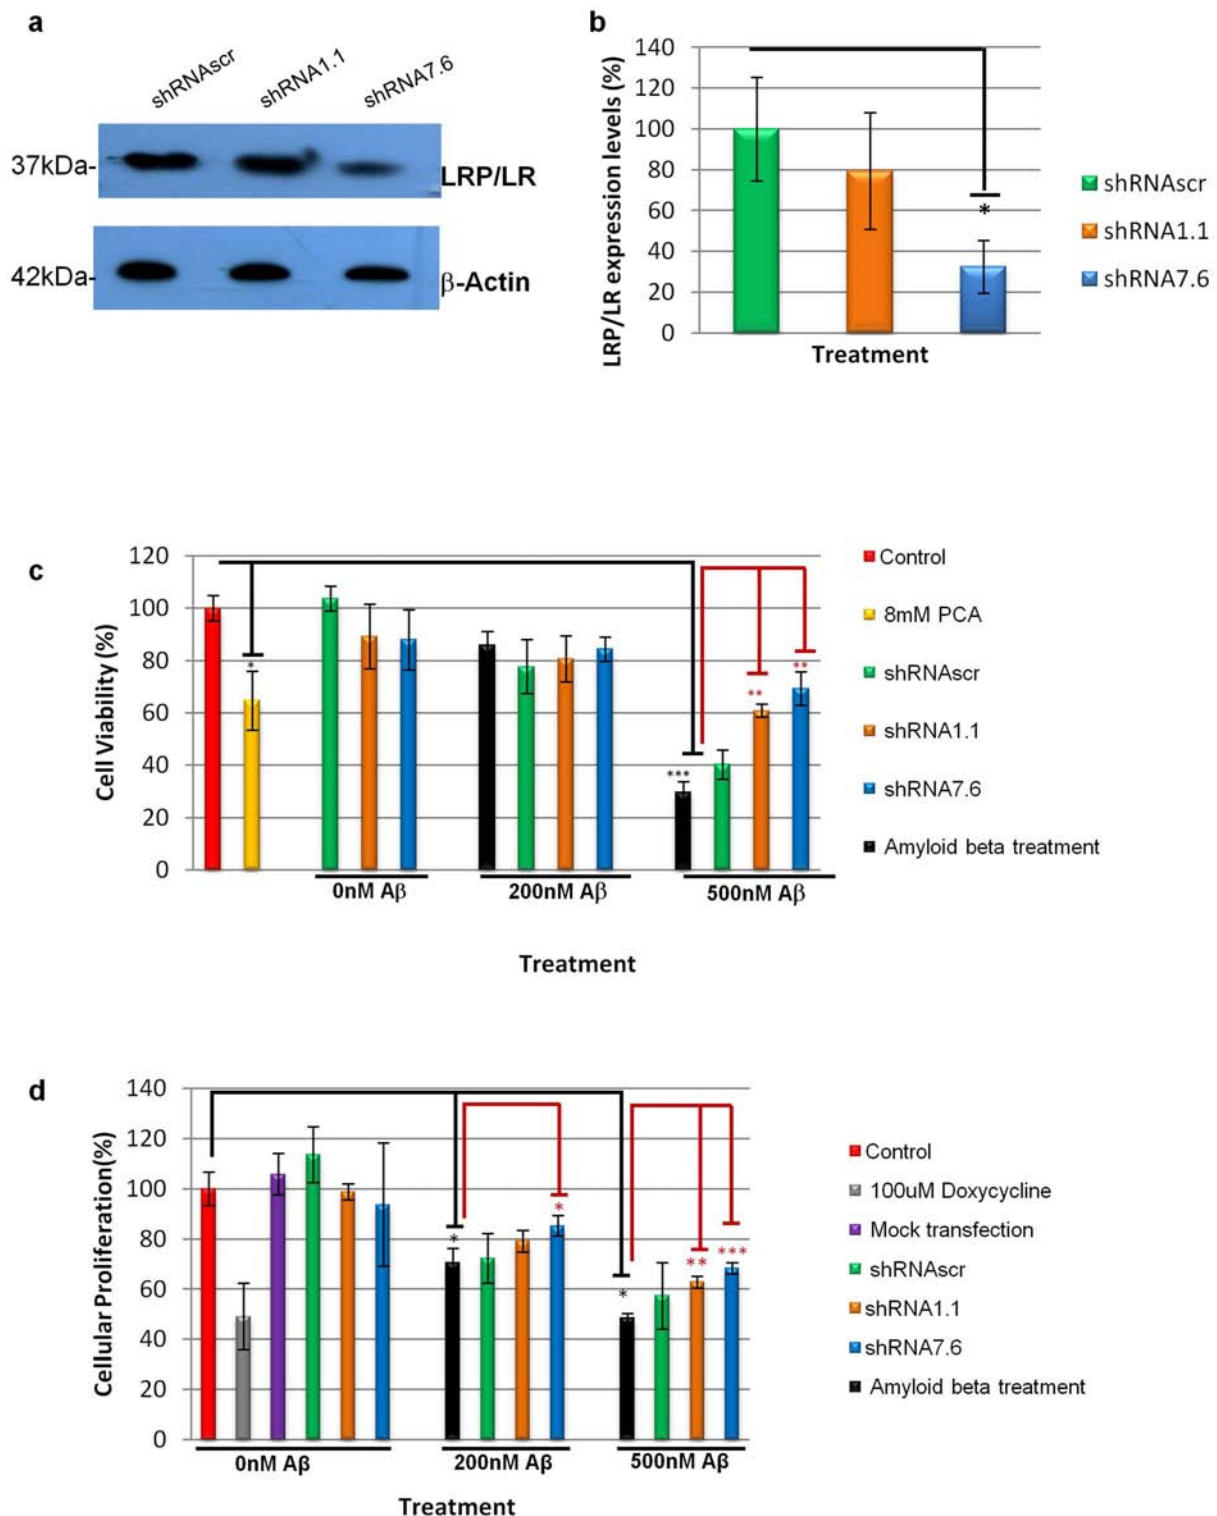 a
shRNAscr
shRNA1.1
shRNA7.6
37kDa-
LRP/LR
42kDa-
β-Actin
b
LRP/LR expression levels (%)
140
120
100
80
60
40
20
0
*
Treatment
shRNAscr
shRNA1.1
shRNA7.6
c
Cell Viability (%)
120
100
80
60
40
20
0
*
***
**
**
0nM Aβ
200nM Aβ
500nM Aβ
Treatment
Control
8mM PCA
shRNAscr
shRNA1.1
shRNA7.6
Amyloid beta treatment
d
Cellular Proliferation(%)
140
120
100
80
60
40
20
0
*
*
*
**
***
0nM Aβ
200nM Aβ
500nM Aβ
Treatment
Control
100uM Doxycycline
Mock transfection
shRNAscr
shRNA1.1
shRNA7.6
Amyloid beta treatment